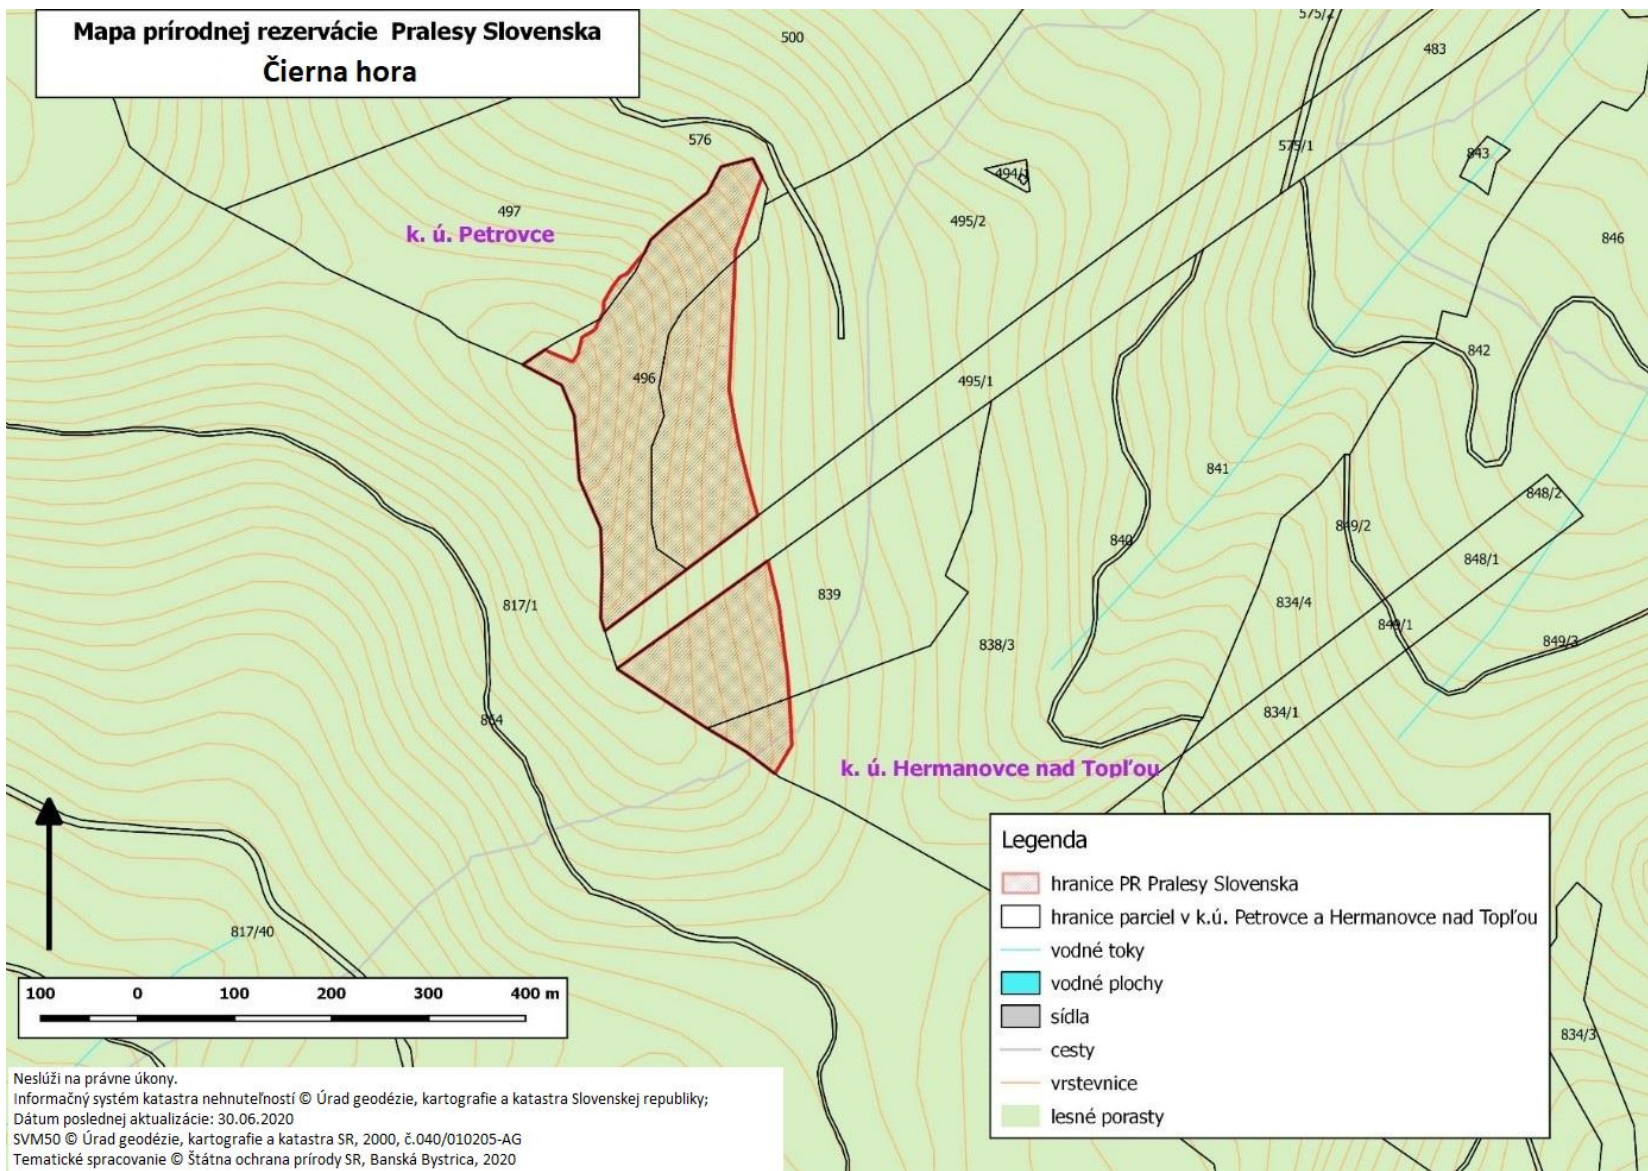 Mapa prírodnej rezervácie Pralesy Slovenska
Čierna hora
500
575/2
483
576
575/1
843
494/1
497
495/2
846
k. ú. Petrovce
842
496
495/1
841
848/2
849/2
840
848/1
817/1
839
834/4
849/1
838/3
849/3
864
834/1
k. ú. Hermanovce nad Topľou
817/40
834/3
Legenda
hranice PR Pralesy Slovenska
hranice parciel v k.ú. Petrovce a Hermanovce nad Topľou
vodné toky
vodné plochy
sídla
cesty
vrstevnice
lesné porasty
100 0 100 200 300 400 m
Neslúži na právne úkony.
Informačný systém katastra nehnuteľností © Úrad geodézie, kartografie a katastra Slovenskej republiky;
Dátum poslednej aktualizácie: 30.06.2020
SVM50 © Úrad geodézie, kartografie a katastra SR, 2000, č.040/010205-AG
Tematické spracovanie © Štátna ochrana prírody SR, Banská Bystrica, 2020